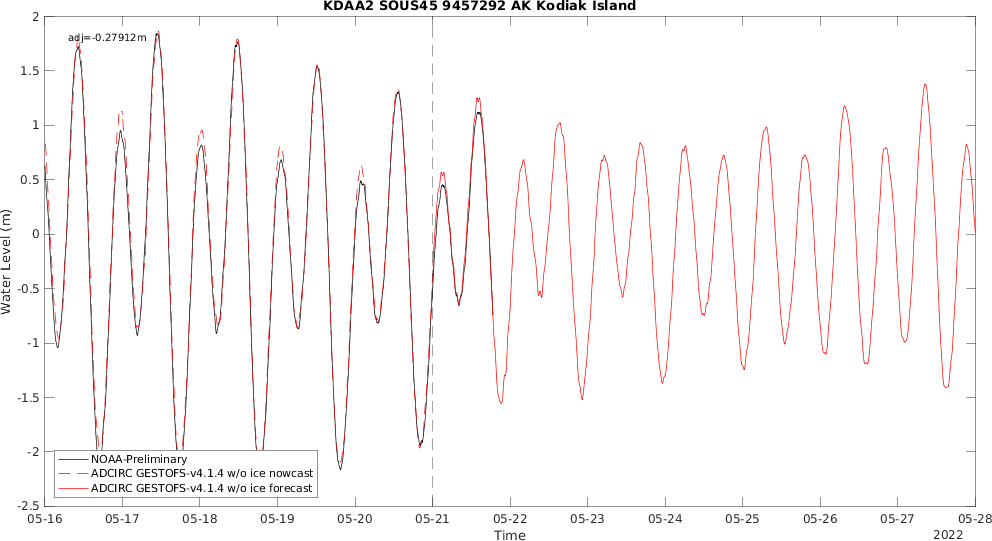 KDAA2 SOUS45 9457292 AK Kodiak Island
adj=-0.27912m
Water Level (m)
2
1.5
1
0.5
0
-0.5
-1
-1.5
-2
-2.5
NOAA-Preliminary
ADCIRC GESTOFS-v4.1.4 w/o ice nowcast
ADCIRC GESTOFS-v4.1.4 w/o ice forecast
05-16 05-17 05-18 05-19 05-20 05-21 05-22 05-23 05-24 05-25 05-26 05-27 05-28
Time
2022